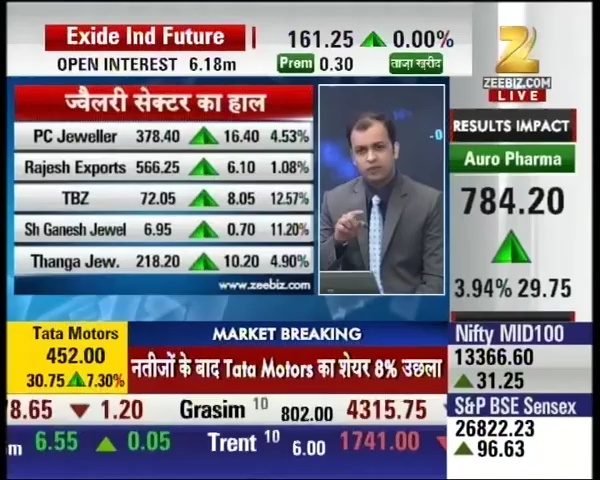 Exide Ind Future 161.25 0.00%
OPEN INTEREST 6.18m Prem 0.30 ताज़ा ख़रीद
Z
ZEEBIZ.COM
LIVE
ज्वैलरी सेक्टर का हाल
PC Jeweller 378.40 16.40 4.53%
Rajesh Exports 566.25 6.10 1.08%
TBZ 72.05 8.05 12.57%
Sh Ganesh Jewel 6.95 0.70 11.20%
Thanga Jew. 218.20 10.20 4.90%
www.zeebiz.com
-0
RESULTS IMPACT
Auro Pharma
784.20
3.94% 29.75
Tata Motors
452.00
30.75 7.30%
MARKET BREAKING
नतीजों के बाद Tata Motors का शेयर 8% उछला
Nifty MID100
13366.60
31.25
S&P BSE Sensex
26822.23
96.63
78.65 1.20 Grasim 10 802.00 4315.75
m 6.55 0.05 Trent 10 6.00 1741.00